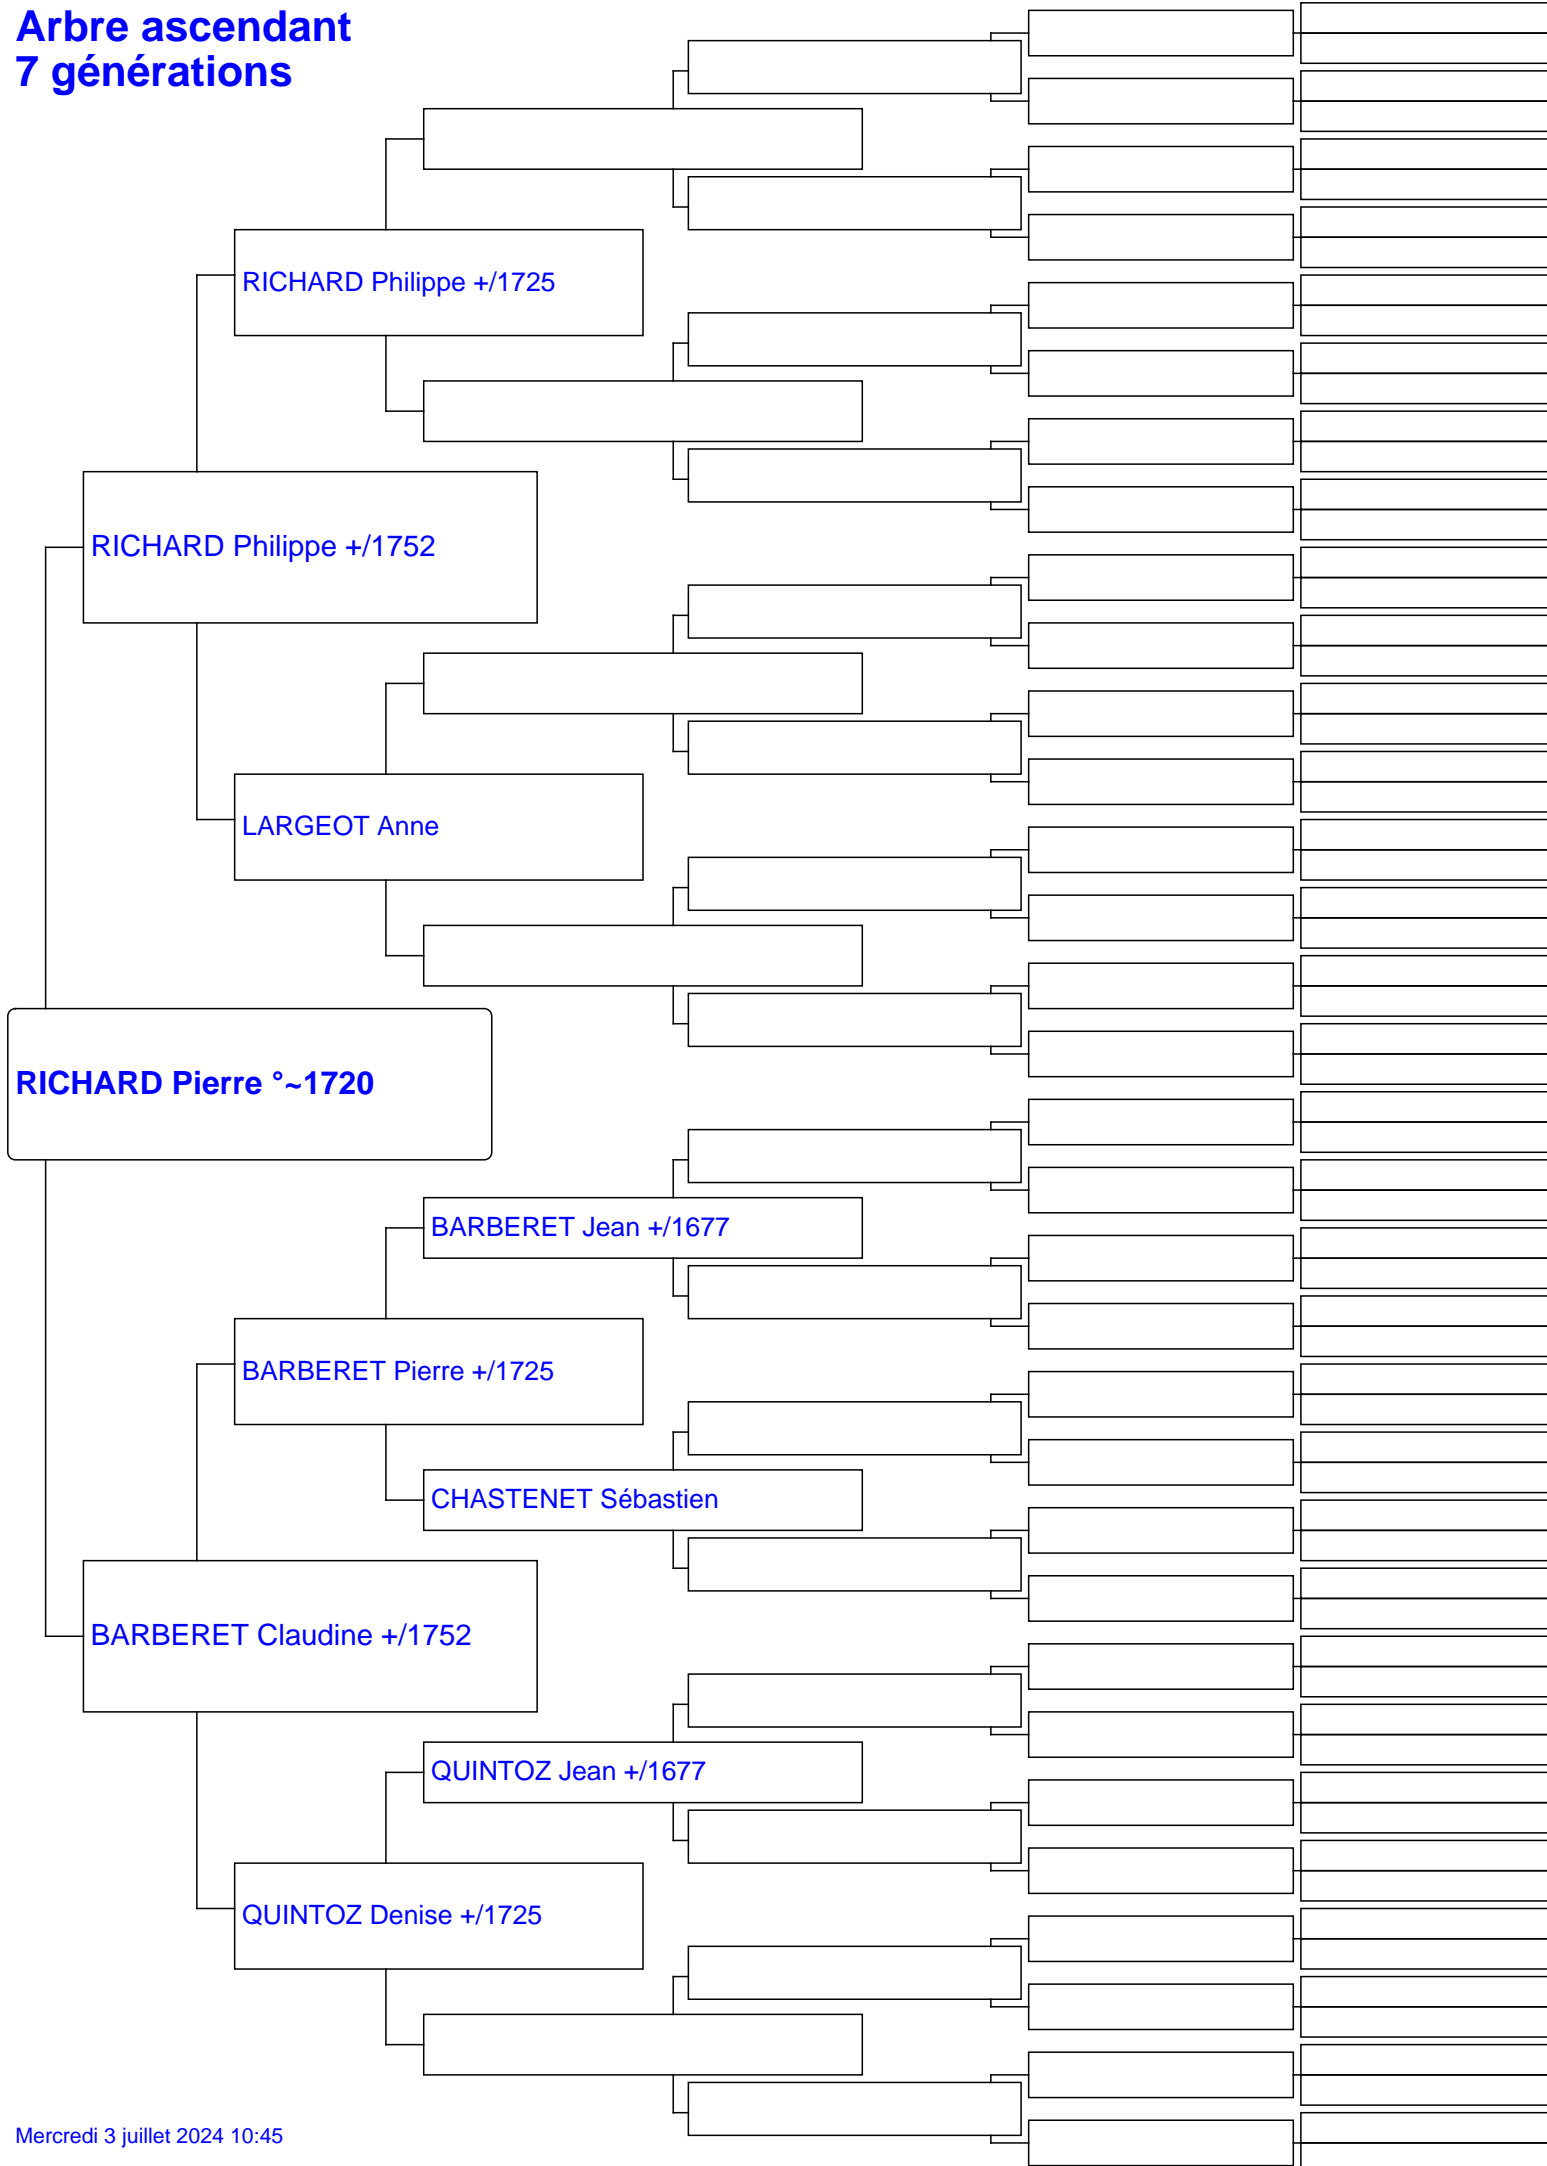 Arbre ascendant
7 générations
RICHARD Philippe +/1725
RICHARD Philippe +/1752
LARGEOT Anne
RICHARD Pierre °~1720
BARBERET Jean +/1677
BARBERET Pierre +/1725
CHASTENET Sébastien
BARBERET Claudine +/1752
QUINTOZ Jean +/1677
QUINTOZ Denise +/1725
Mercredi 3 juillet 2024 10:45